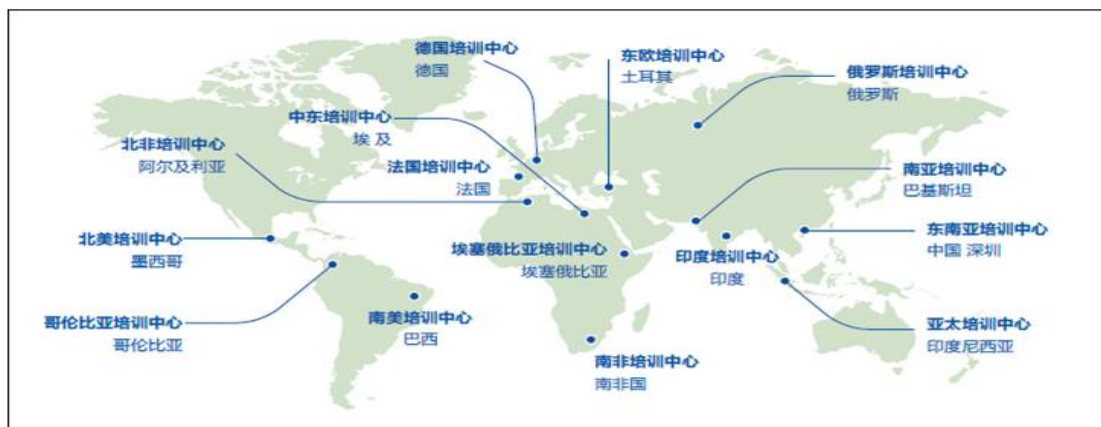 德国培训中心
德国
东欧培训中心
土耳其
俄罗斯培训中心
俄罗斯
中东培训中心
埃 及
北非培训中心
阿尔及利亚
法国培训中心
法国
南亚培训中心
巴基斯坦
北美培训中心
墨西哥
埃塞俄比亚培训中心
埃塞俄比亚
印度培训中心
印度
东南亚培训中心
中国 深圳
哥伦比亚培训中心
哥伦比亚
南美培训中心
巴西
亚太培训中心
印度尼西亚
南非培训中心
南非国